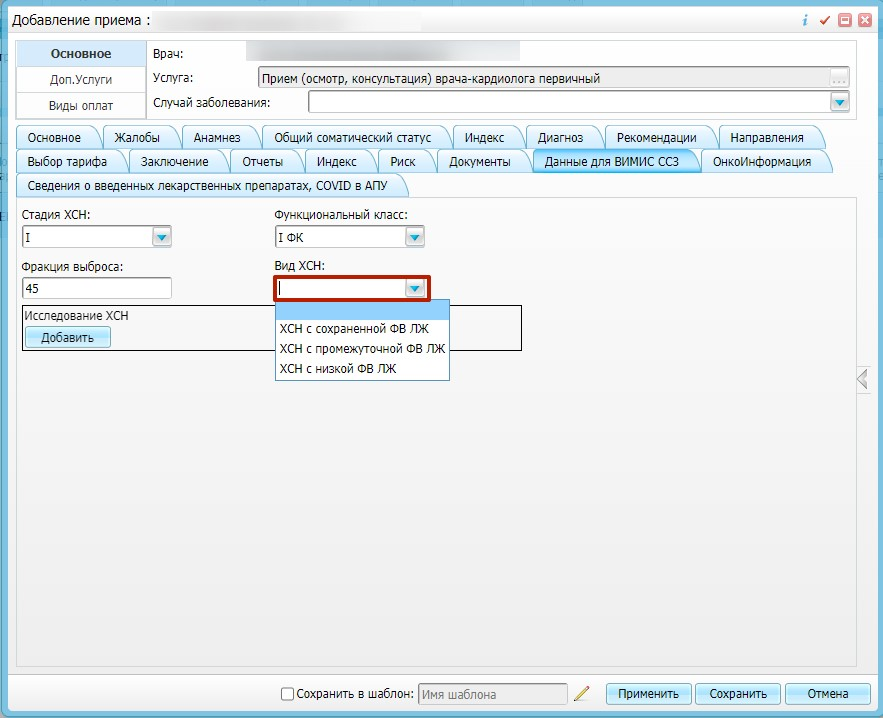 Добавление приема :
Основное
Доп.Услуги
Виды оплат
Врач:
Услуга: Прием (осмотр, консультация) врача-кардиолога первичный ...
Случай заболевания:
Основное Жалобы Анамнез Общий соматический статус Индекс Диагноз Рекомендации Направления
Выбор тарифа Заключение Отчеты Индекс Риск Документы Данные для ВИМИС ССЗ ОнкоИнформация
Сведения о введенных лекарственных препаратах, COVID в АПУ
Стадия ХСН: Функциональный класс:
I I ФК
Фракция выброса: Вид ХСН:
45
Исследование ХСН
Добавить
ХСН с сохраненной ФВ ЛЖ
ХСН с промежуточной ФВ ЛЖ
ХСН с низкой ФВ ЛЖ
Сохранить в шаблон: Имя шаблона Применить Сохранить Отмена